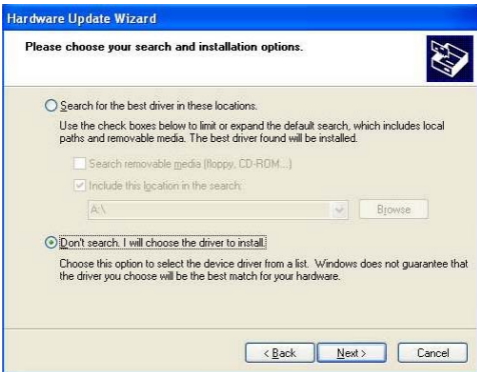 Hardware Update Wizard
Please choose your search and installation options.
Search for the best driver in these locations.
Use the check boxes below to limit or expand the default search, which includes local
paths and removable media. The best driver found will be installed.
Search removable media (floppy, CD-ROM...)
Include this location in the search:
A:\
Browse
Don't search. I will choose the driver to install.
Choose this option to select the device driver from a list. Windows does not guarantee that
the driver you choose will be the best match for your hardware.
< Back Next > Cancel